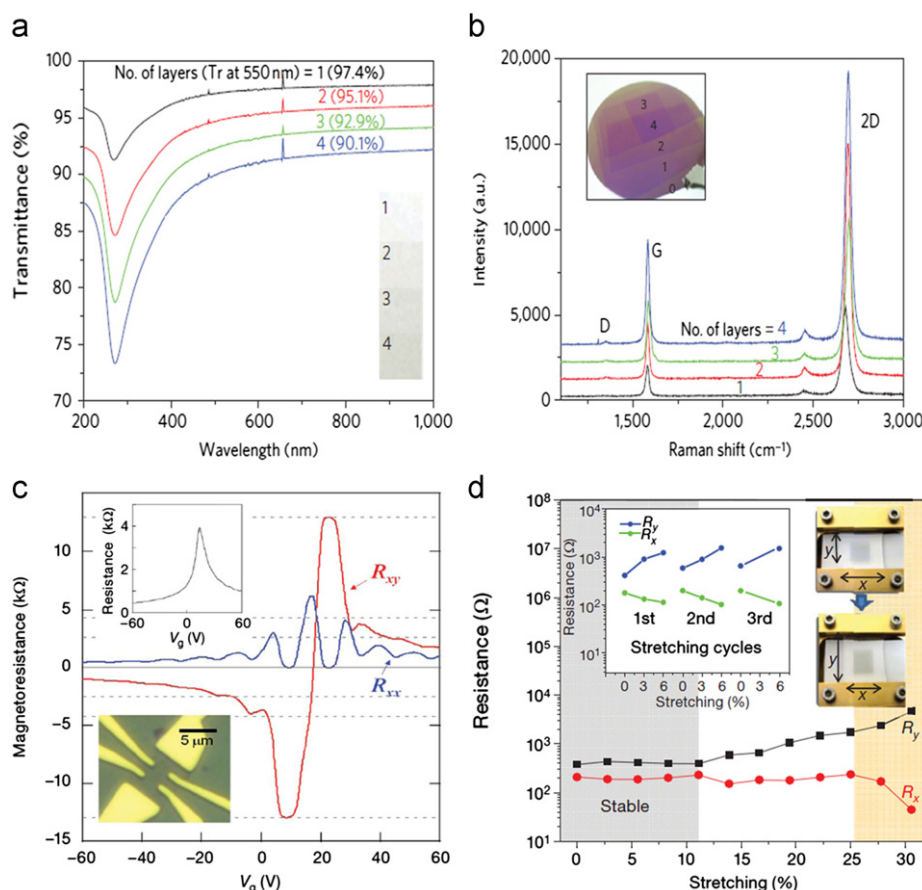 a
100
95
90
85
80
75
70
200
400
600
800
1,000
Transmittance (%)
Wavelength (nm)
No. of layers (Tr at 550 nm) = 1 (97.4%)
2 (95.1%)
3 (92.9%)
4 (90.1%)
1
2
3
4
b
20,000
15,000
10,000
5,000
0
1,500
2,000
2,500
3,000
Intensity (a.u.)
Raman shift (cm⁻¹)
3
4
2
1
0
2D
G
D
No. of layers = 4
3
2
1
c
10
5
0
−5
−10
−15
−60
−40
−20
0
20
40
60
Magnetoresistance (kΩ)
V_g (V)
Resistance (kΩ)
4
2
0
−60
0
60
V_g (V)
R_xy
R_xx
5 μm
d
10⁸
10⁷
10⁶
10⁵
10⁴
10³
10²
10¹
0
5
10
15
20
25
30
Resistance (Ω)
Stretching (%)
R_y
R_x
Resistance (Ω)
10³
10²
10¹
1st
2nd
3rd
Stretching cycles
0 3 6 0 3 6 0 3 6
Stretching (%)
y
x
y
x
R_y
R_x
Stable